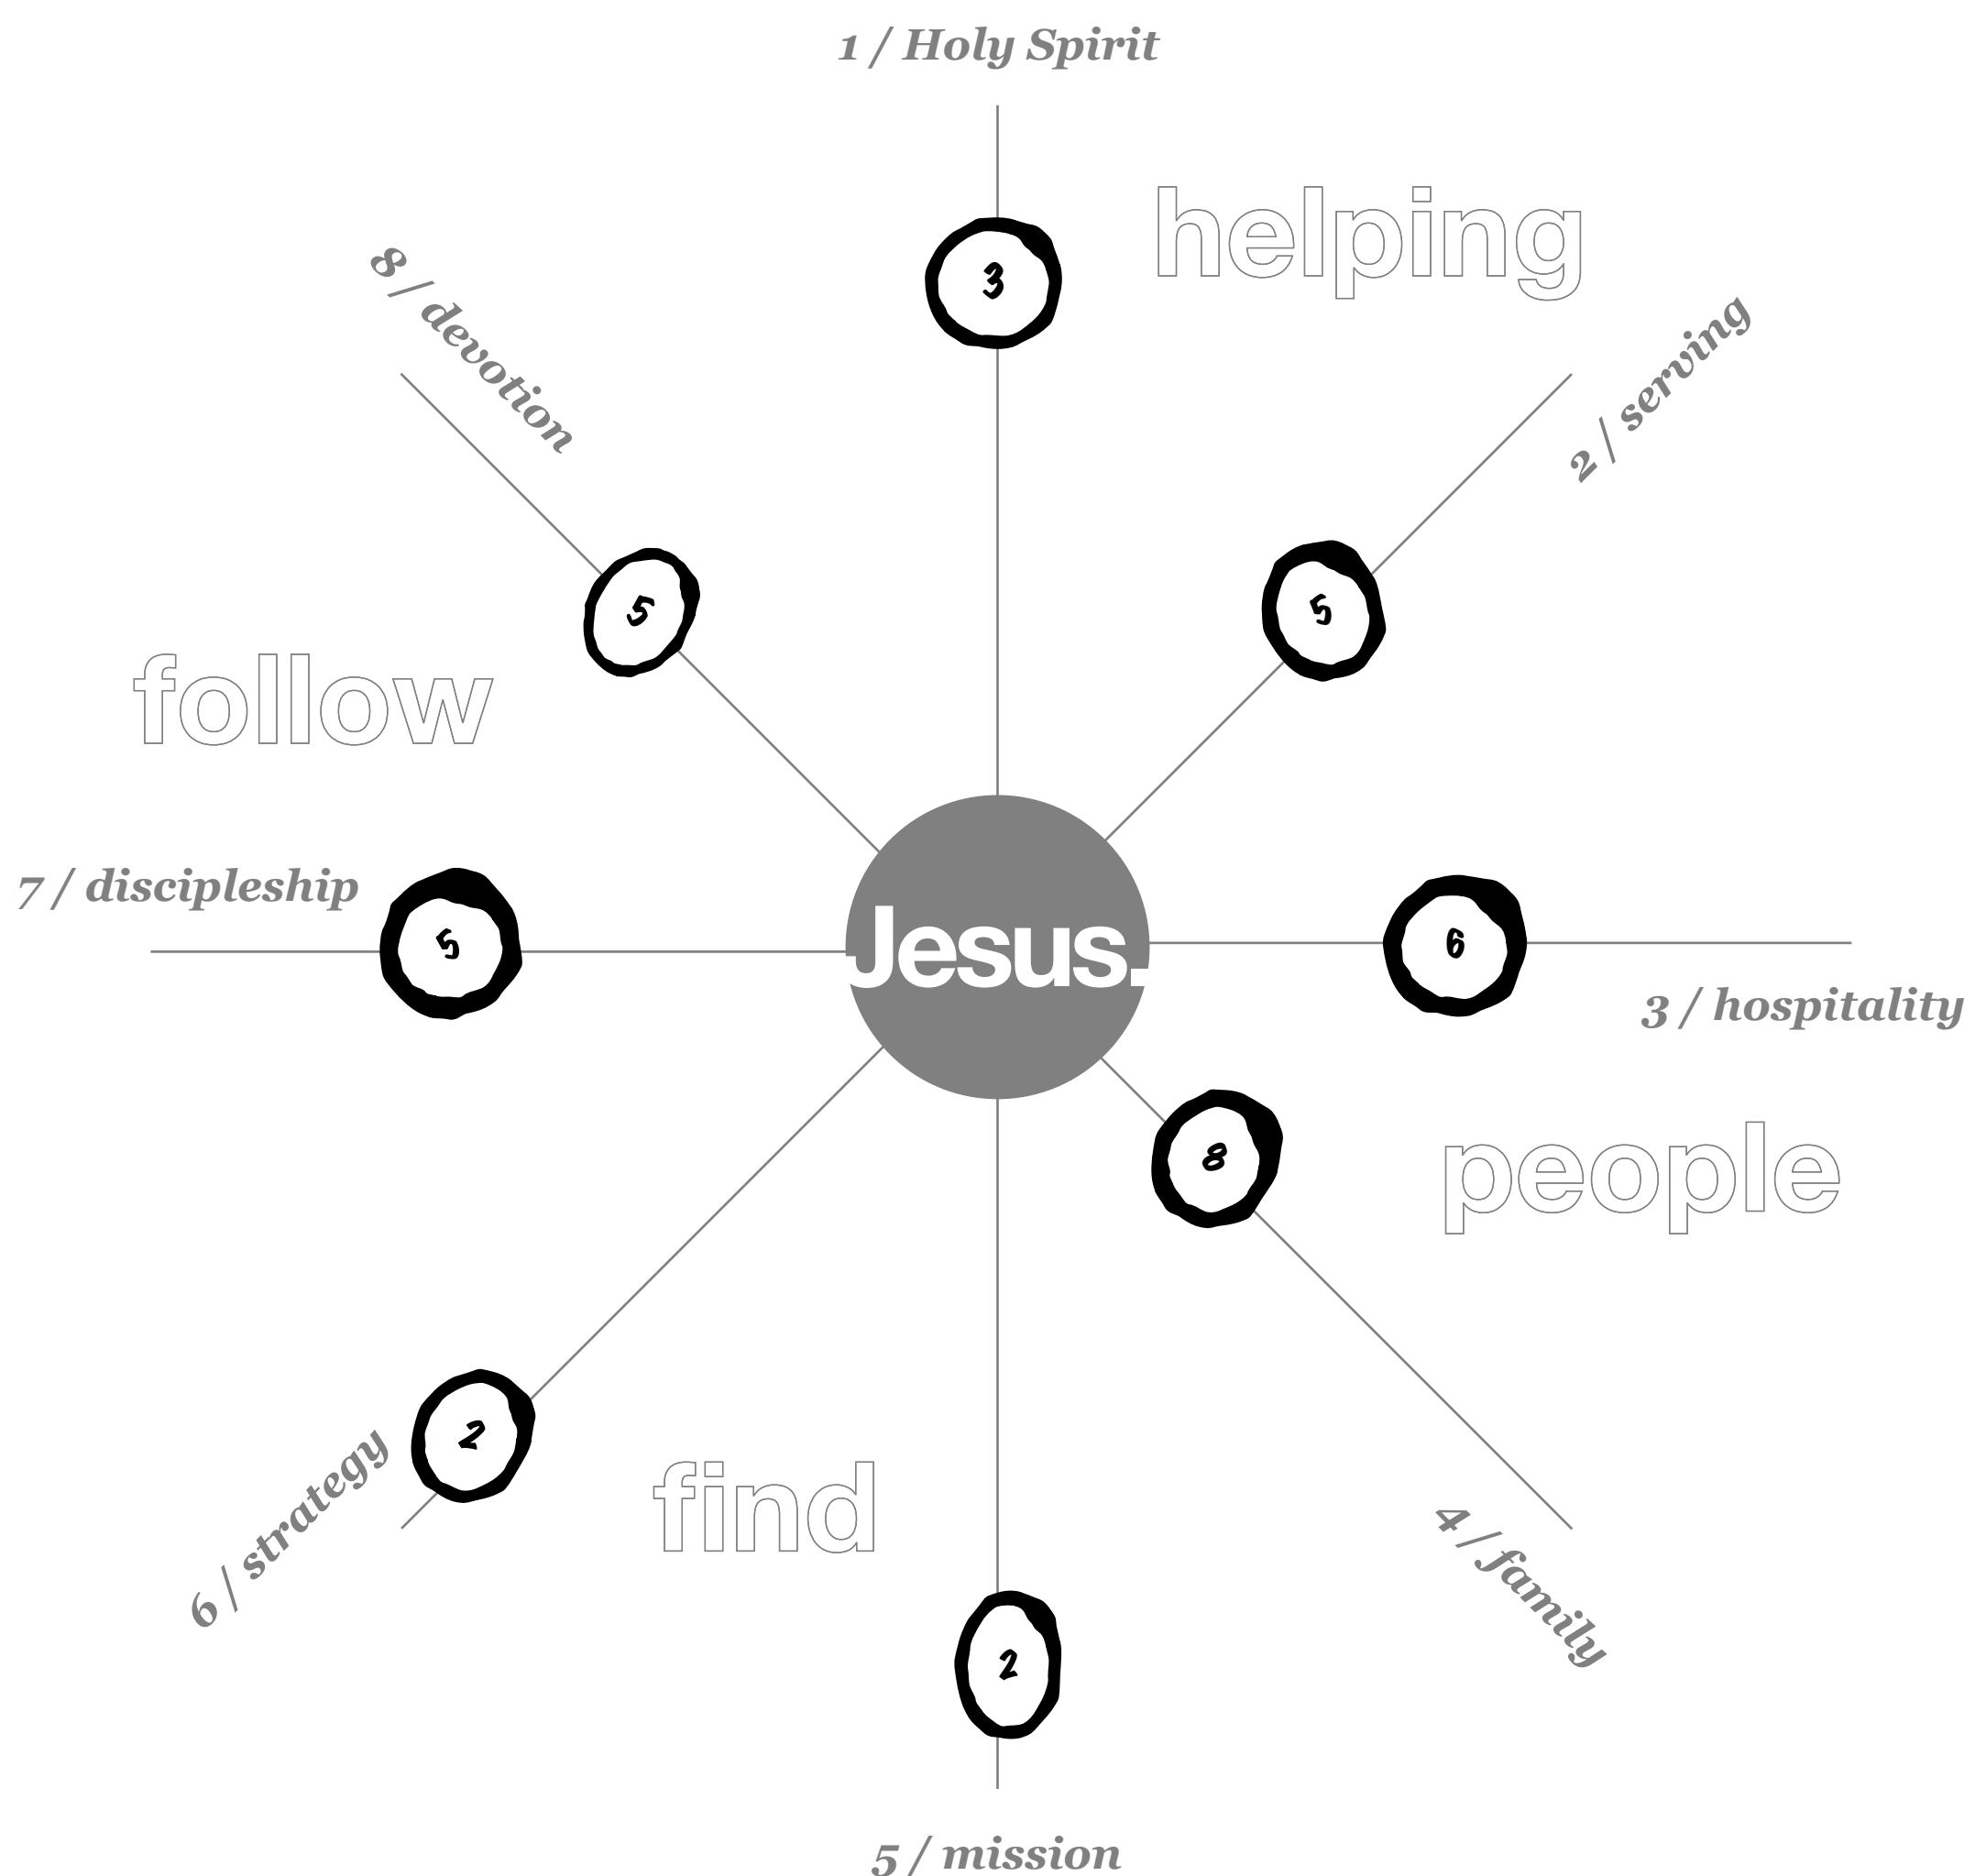 1 / Holy Spirit
3
helping
2 / serving
5
6
3 / hospitality
people
8
4 / family
find
2
5 / mission
6 / strategy
2
7 / discipleship
5
follow
8 / devotion
5
Jesus.